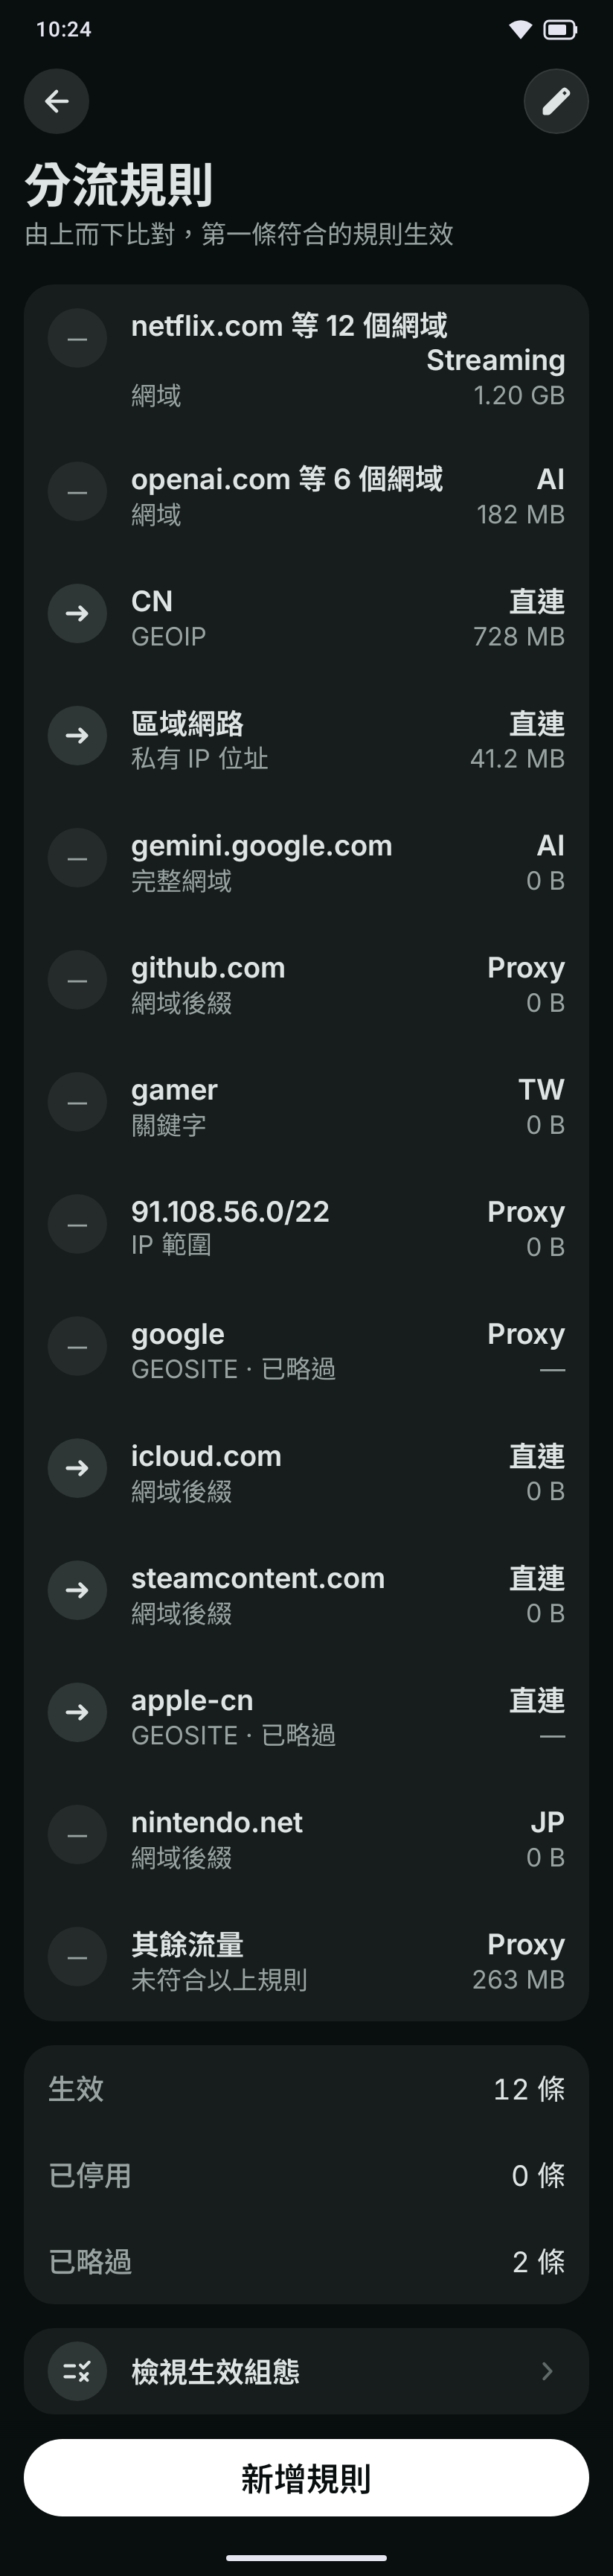 10:24
分流規則
由上而下比對，第一條符合的規則生效
netflix.com 等 12 個網域
Streaming
網域 1.20 GB
openai.com 等 6 個網域 AI
網域 182 MB
CN 直連
GEOIP 728 MB
區域網路 直連
私有 IP 位址 41.2 MB
gemini.google.com AI
完整網域 0 B
github.com Proxy
網域後綴 0 B
gamer TW
關鍵字 0 B
91.108.56.0/22 Proxy
IP 範圍 0 B
google Proxy
GEOSITE · 已略過 —
icloud.com 直連
網域後綴 0 B
steamcontent.com 直連
網域後綴 0 B
apple-cn 直連
GEOSITE · 已略過 —
nintendo.net JP
網域後綴 0 B
其餘流量 Proxy
未符合以上規則 263 MB
生效 12 條
已停用 0 條
已略過 2 條
檢視生效組態
新增規則